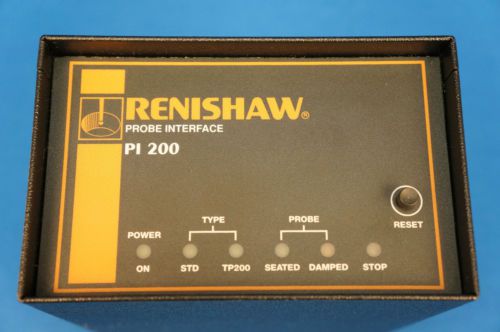 RENISHAW®
PROBE INTERFACE
PI 200
RESET
TYPE PROBE
POWER
ON STD TP200 SEATED DAMPED STOP